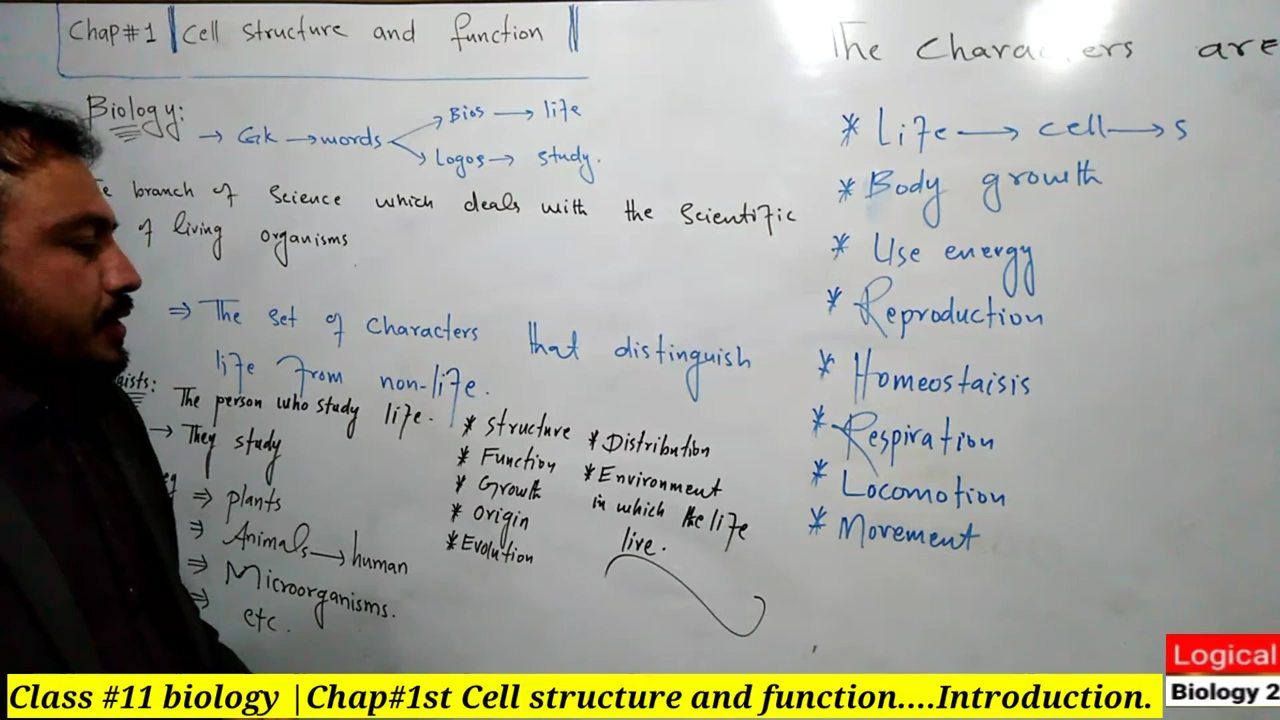 Chap#1 Cell structure and function
Biology:
→ Gk → words
Bios → life
Logos → study.
branch of Science which deals with the Scientific
of living organisms
⇒ The set of characters that distinguish
life from non-life.
The person who study life.
→ They study
⇒ plants
⇒ Animals → human
⇒ Microorganisms.
⇒ etc.
* Structure
* Function
* Growth
* Origin
* Evolution
* Distribution
* Environment
in which the life
live.
The Characters are
* Life → cell → s
* Body growth
* Use energy
* Reproduction
* Homeostaisis
* Respiration
* Locomotion
* Movement
Class #11 biology |Chap#1st Cell structure and function....Introduction.
Logical
Biology 2